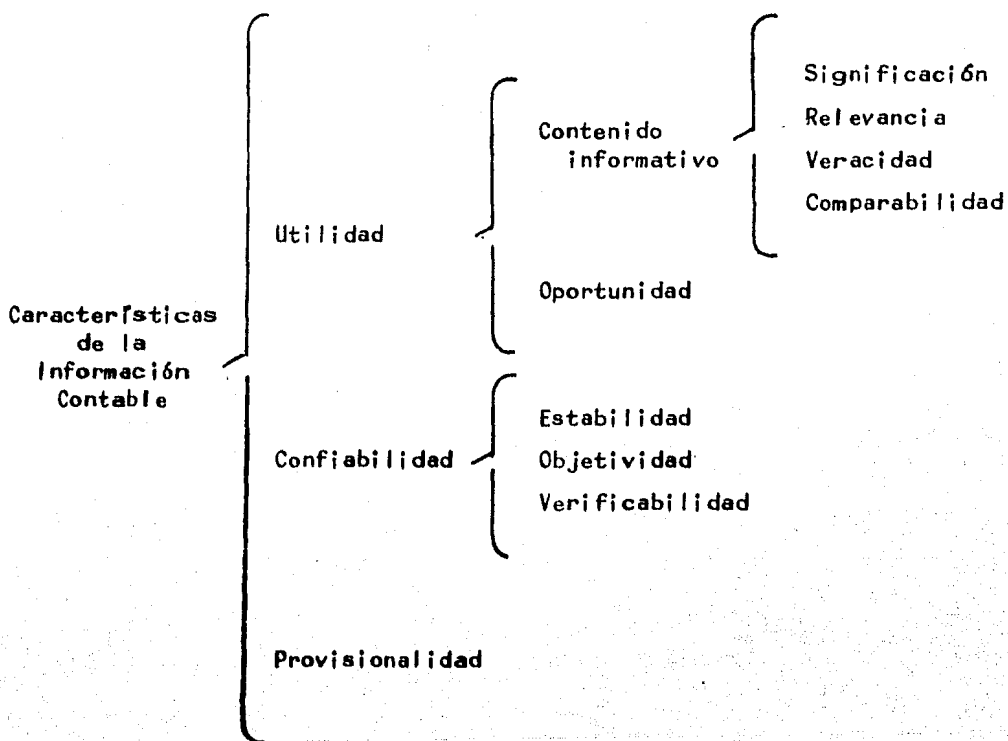 Características
de la
Información
Contable
Utilidad
Contenido
informativo
Significación
Relevancia
Veracidad
Comparabilidad
Oportunidad
Confiabilidad
Estabilidad
Objetividad
Verificabilidad
Provisionalidad